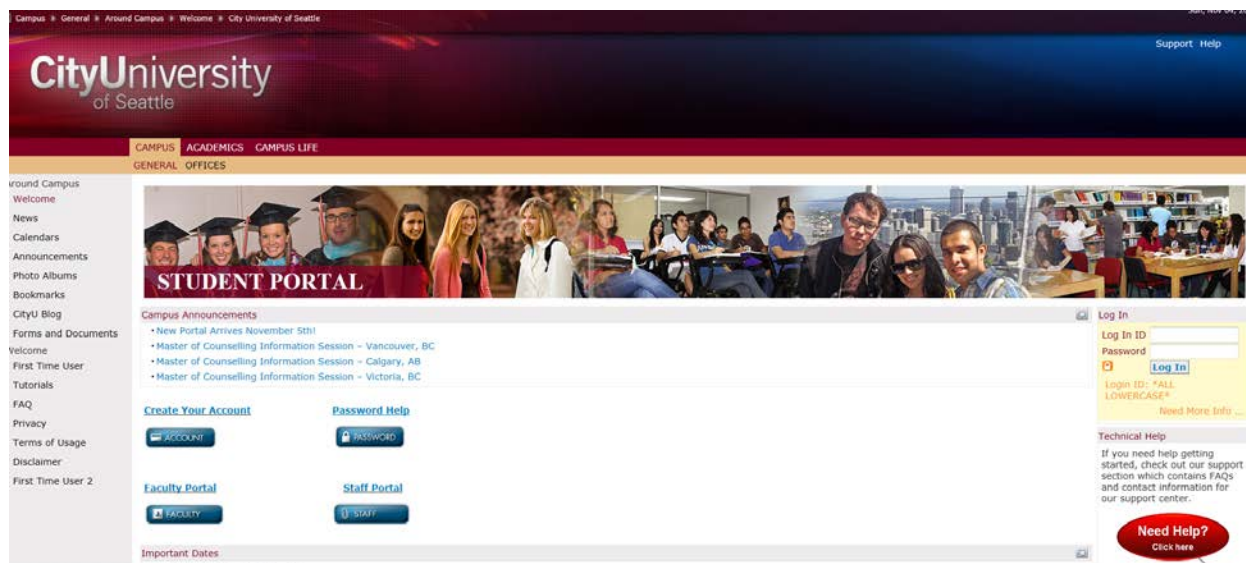 Campus » General » Around Campus » Welcome » City University of Seattle
Support Help
CityUniversity
of Seattle
CAMPUS ACADEMICS CAMPUS LIFE
GENERAL OFFICES
Around Campus
Welcome
News
Calendars
Announcements
Photo Albums
Bookmarks
CityU Blog
Forms and Documents
Welcome
First Time User
Tutorials
FAQ
Privacy
Terms of Usage
Disclaimer
First Time User 2
STUDENT PORTAL
Campus Announcements
• New Portal Arrives November 5th!
• Master of Counselling Information Session – Vancouver, BC
• Master of Counselling Information Session – Calgary, AB
• Master of Counselling Information Session – Victoria, BC
Create Your Account
ACCOUNT
Password Help
PASSWORD
Faculty Portal
FACULTY
Staff Portal
STAFF
Important Dates
Log In
Log In ID
Password
Log In
Login ID: *ALL
LOWERCASE*
Need More Info ...
Technical Help
If you need help getting
started, check out our support
section which contains FAQs
and contact information for
our support center.
Need Help?
Click here